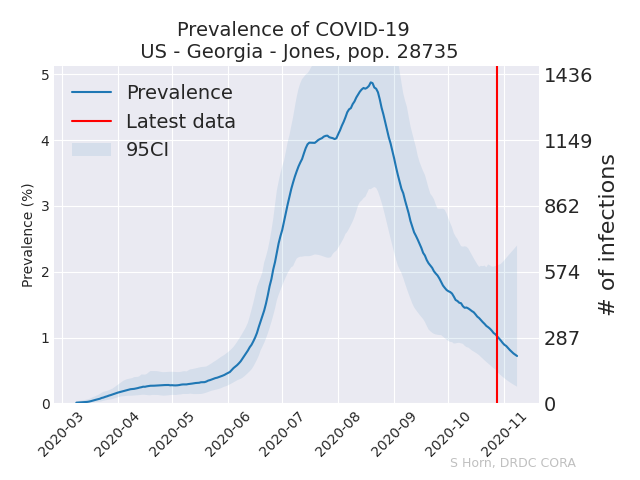 Prevalence of COVID-19
US - Georgia - Jones, pop. 28735
Prevalence
Latest data
95CI
Prevalence (%)
5
4
3
2
1
0
1436
1149
862
574
287
0
# of infections
2020-03
2020-04
2020-05
2020-06
2020-07
2020-08
2020-09
2020-10
2020-11
S Horn, DRDC CORA